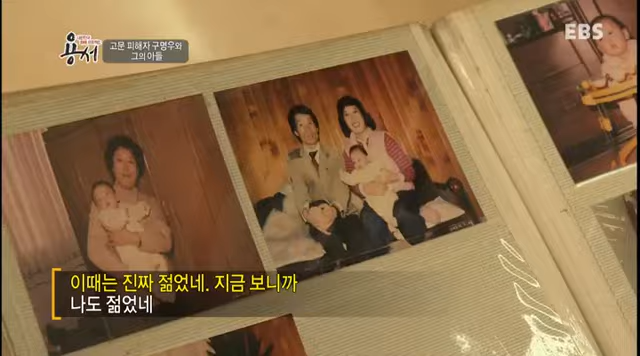 용서
고문 피해자 구명우와
그의 아들
EBS
이때는 진짜 젊었네. 지금 보니까
나도 젊었네